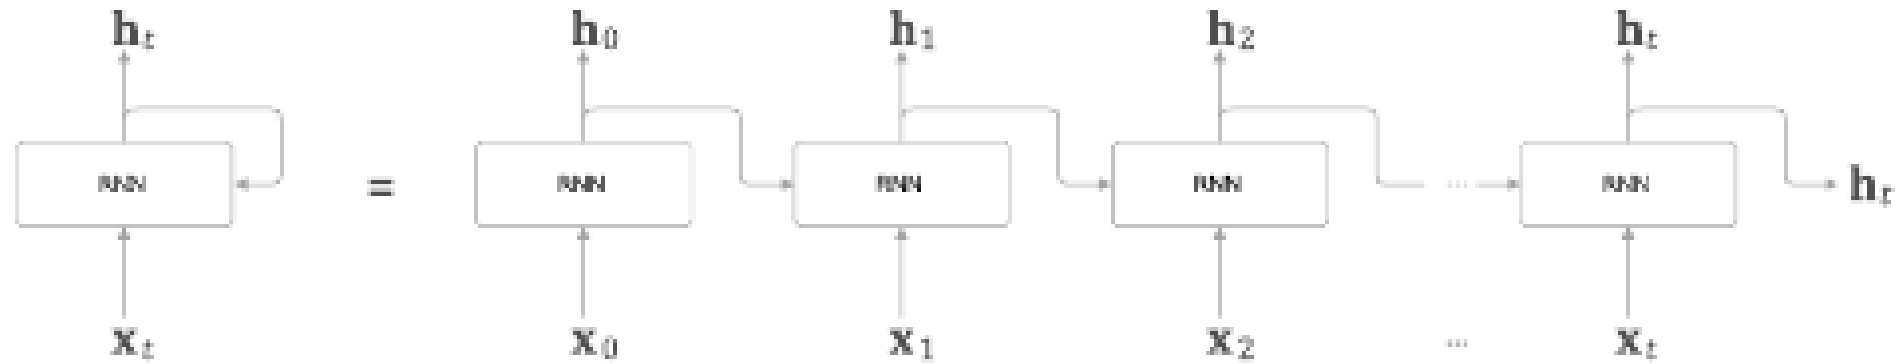 h_t h_0 h_1 h_2 h_t
RNN = RNN RNN RNN ... RNN h_t
x_t x_0 x_1 x_2 ... x_t